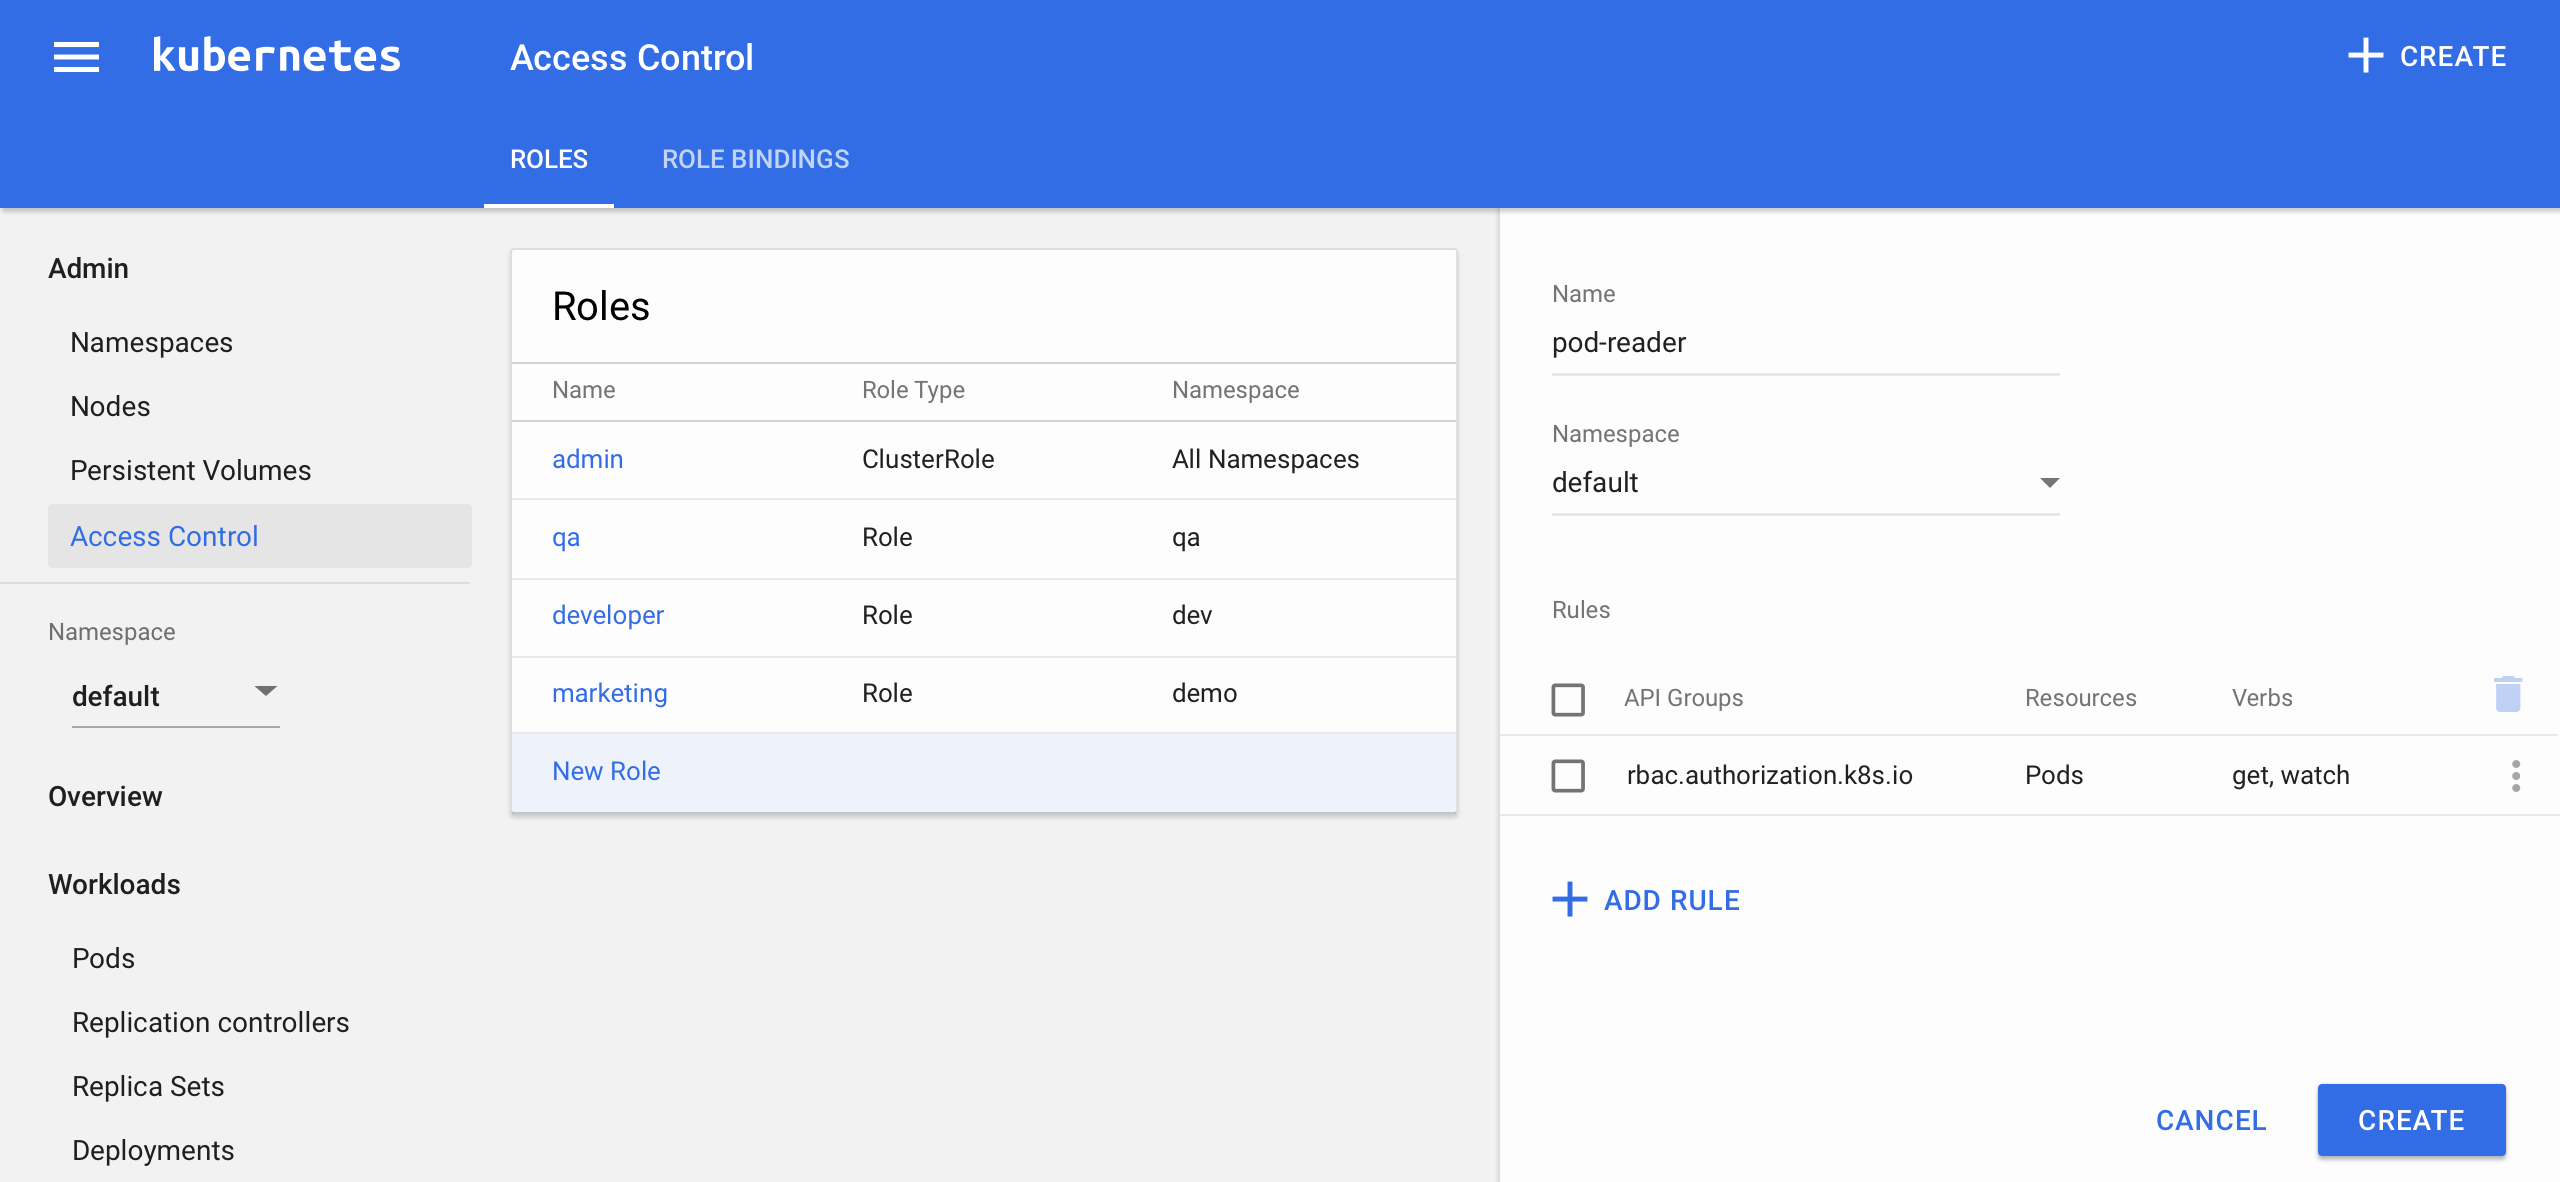 kubernetes
Access Control
CREATE
ROLES
ROLE BINDINGS
Admin
Namespaces
Nodes
Persistent Volumes
Access Control
Namespace
default
Overview
Workloads
Pods
Replication controllers
Replica Sets
Deployments
Roles
Name Role Type Namespace
admin ClusterRole All Namespaces
qa Role qa
developer Role dev
marketing Role demo
New Role
Name
pod-reader
Namespace
default
Rules
API Groups Resources Verbs
rbac.authorization.k8s.io Pods get, watch
ADD RULE
CANCEL
CREATE